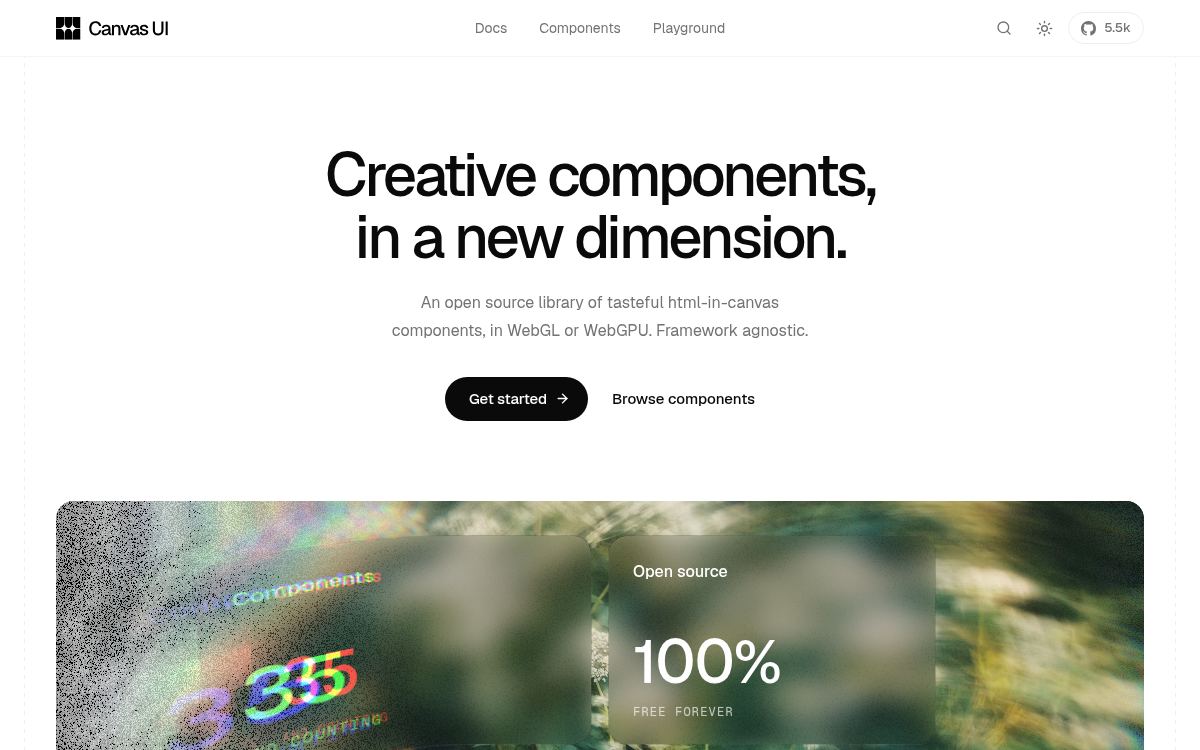 Canvas UI
Docs
Components
Playground
5.5k
Creative components,
in a new dimension.
An open source library of tasteful html-in-canvas
components, in WebGL or WebGPU. Framework agnostic.
Get started
Browse components
Components
Open source
100%
COUNTING
FREE FOREVER